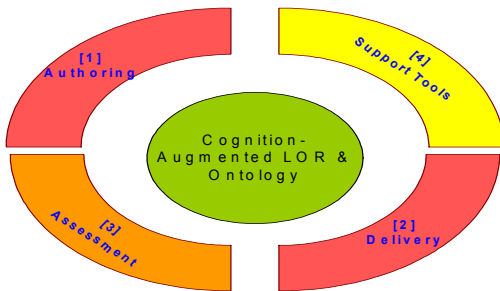 [1]
Authoring
[4]
Support Tools
Cognition-
Augmented LOR &
Ontology
[3]
Assessment
[2]
Delivery